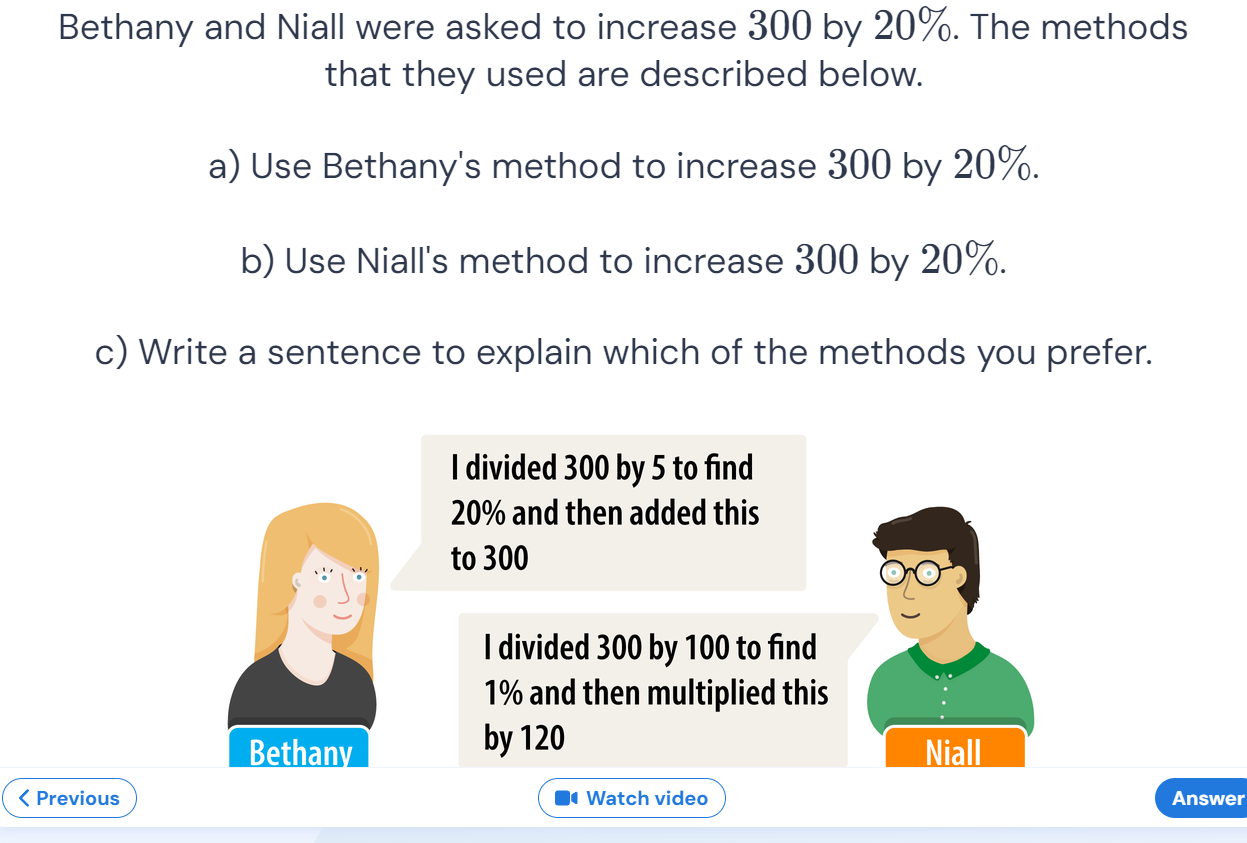 Bethany and Niall were asked to increase 300 by 20%. The methods
that they used are described below.
a) Use Bethany's method to increase 300 by 20%.
b) Use Niall's method to increase 300 by 20%.
c) Write a sentence to explain which of the methods you prefer.
I divided 300 by 5 to find
20% and then added this
to 300
I divided 300 by 100 to find
1% and then multiplied this
by 120
Bethany
Niall
Previous
Watch video
Answer